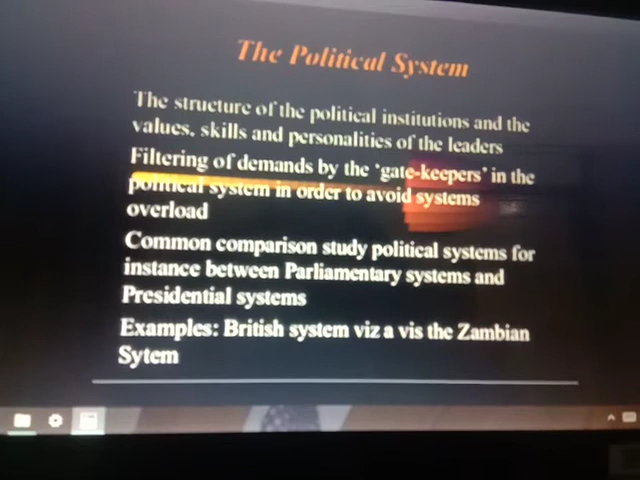 The Political System
The structure of the political institutions and the
values, skills and personalities of the leaders
Filtering of demands by the 'gate-keepers' in the
political system in order to avoid systems
overload
Common comparison study political systems for
instance between Parliamentary systems and
Presidential systems
Examples: British system viz a vis the Zambian
Sytem